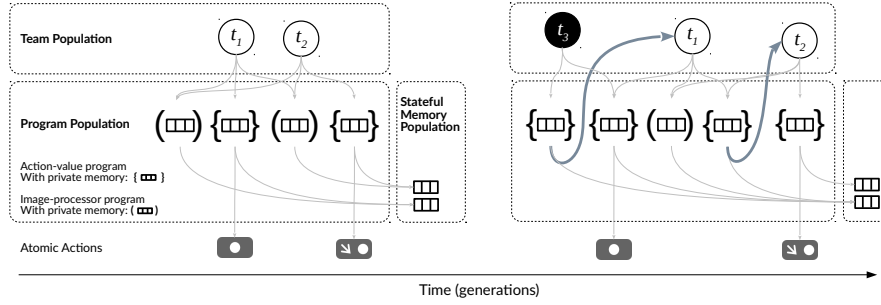 Team Population
t1
t2
t3
t1
t2
Program Population
( ) { } ( ) { }
{ } { } ( ) { } { }
Stateful
Memory
Population
Action-value program
With private memory: { }
Image-processor program
With private memory: ( )
Atomic Actions
Time (generations)